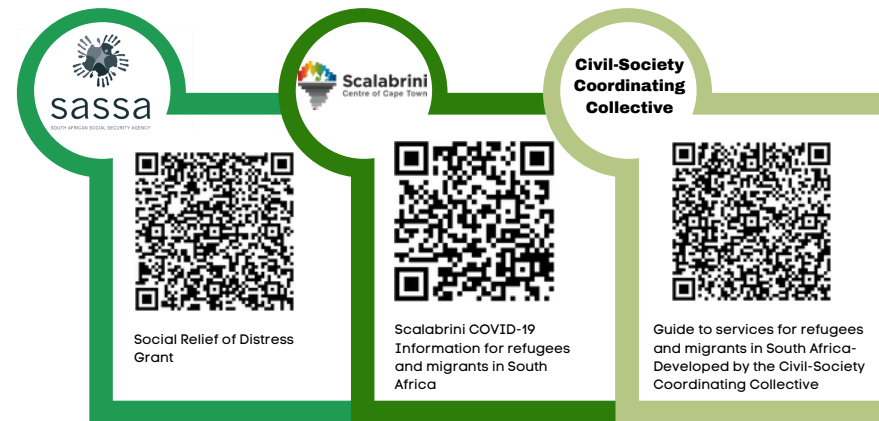 sassa
SOUTH AFRICAN SOCIAL SECURITY AGENCY
Social Relief of Distress
Grant
Scalabrini
Centre of Cape Town
Scalabrini COVID-19
Information for refugees
and migrants in South
Africa
Civil-Society
Coordinating
Collective
Guide to services for refugees
and migrants in South Africa-
Developed by the Civil-Society
Coordinating Collective